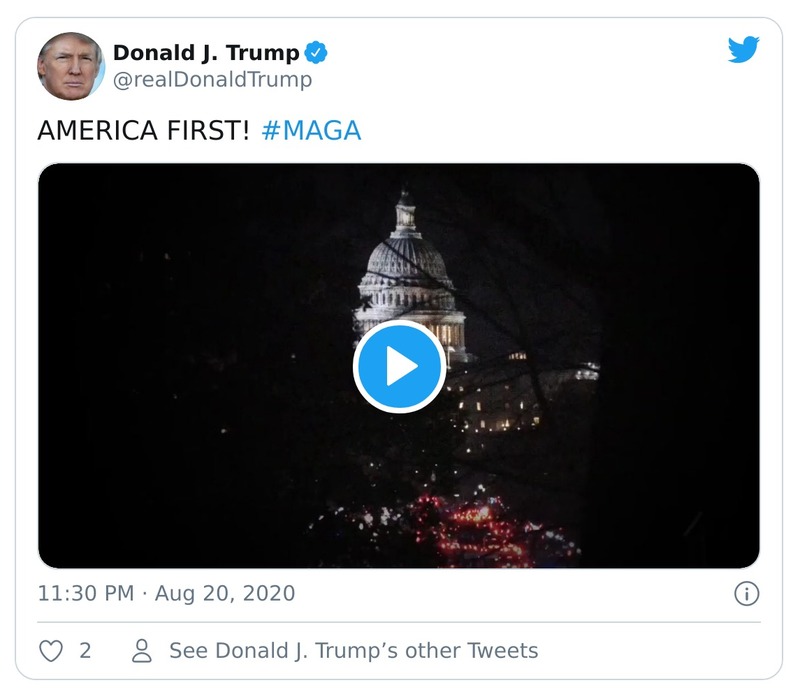 Donald J. Trump
@realDonaldTrump
AMERICA FIRST! #MAGA
11:30 PM · Aug 20, 2020
2
See Donald J. Trump’s other Tweets